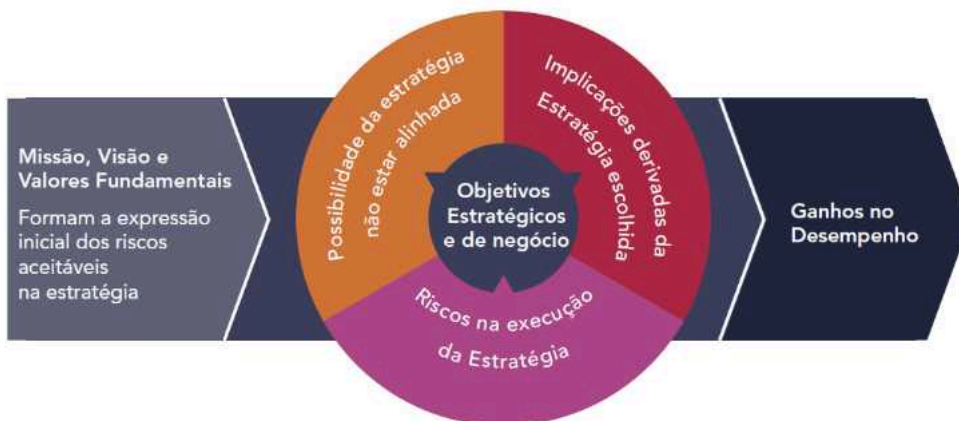 Missão, Visão e
Valores Fundamentais
Formam a expressão
inicial dos riscos
aceitáveis
na estratégia
Possibilidade da estratégia
não estar alinhada
Implicações derivadas da
Estratégia escolhida
Objetivos
Estratégicos
e de negócio
Riscos na execução
da Estratégia
Ganhos no
Desempenho